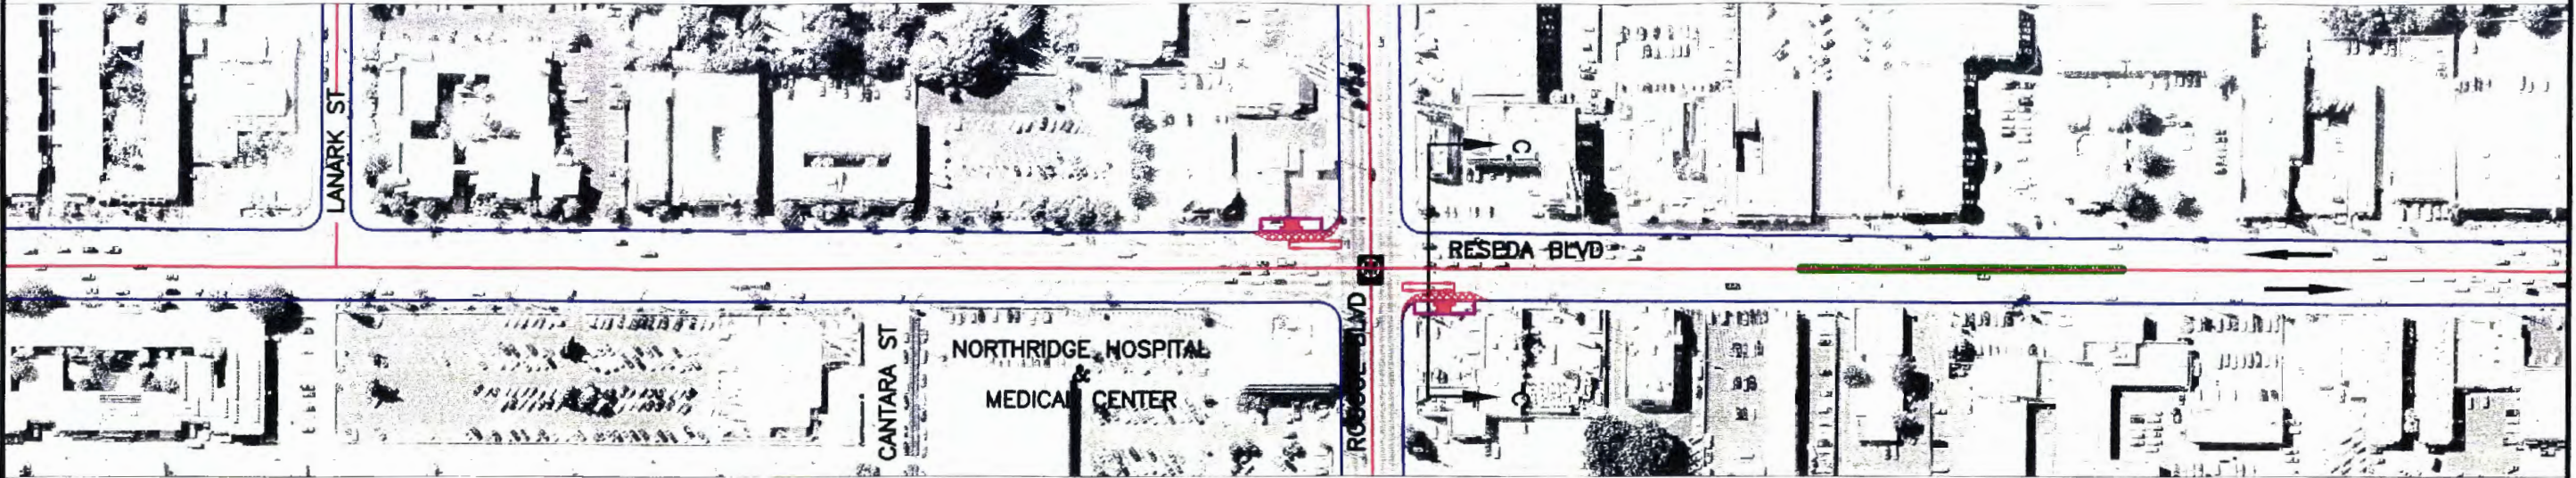 LANARK ST
C
RESEDA BLVD
ROSCOE BLVD
NORTHRIDGE HOSPITAL
&
MEDICAL CENTER
CANTARA ST
C